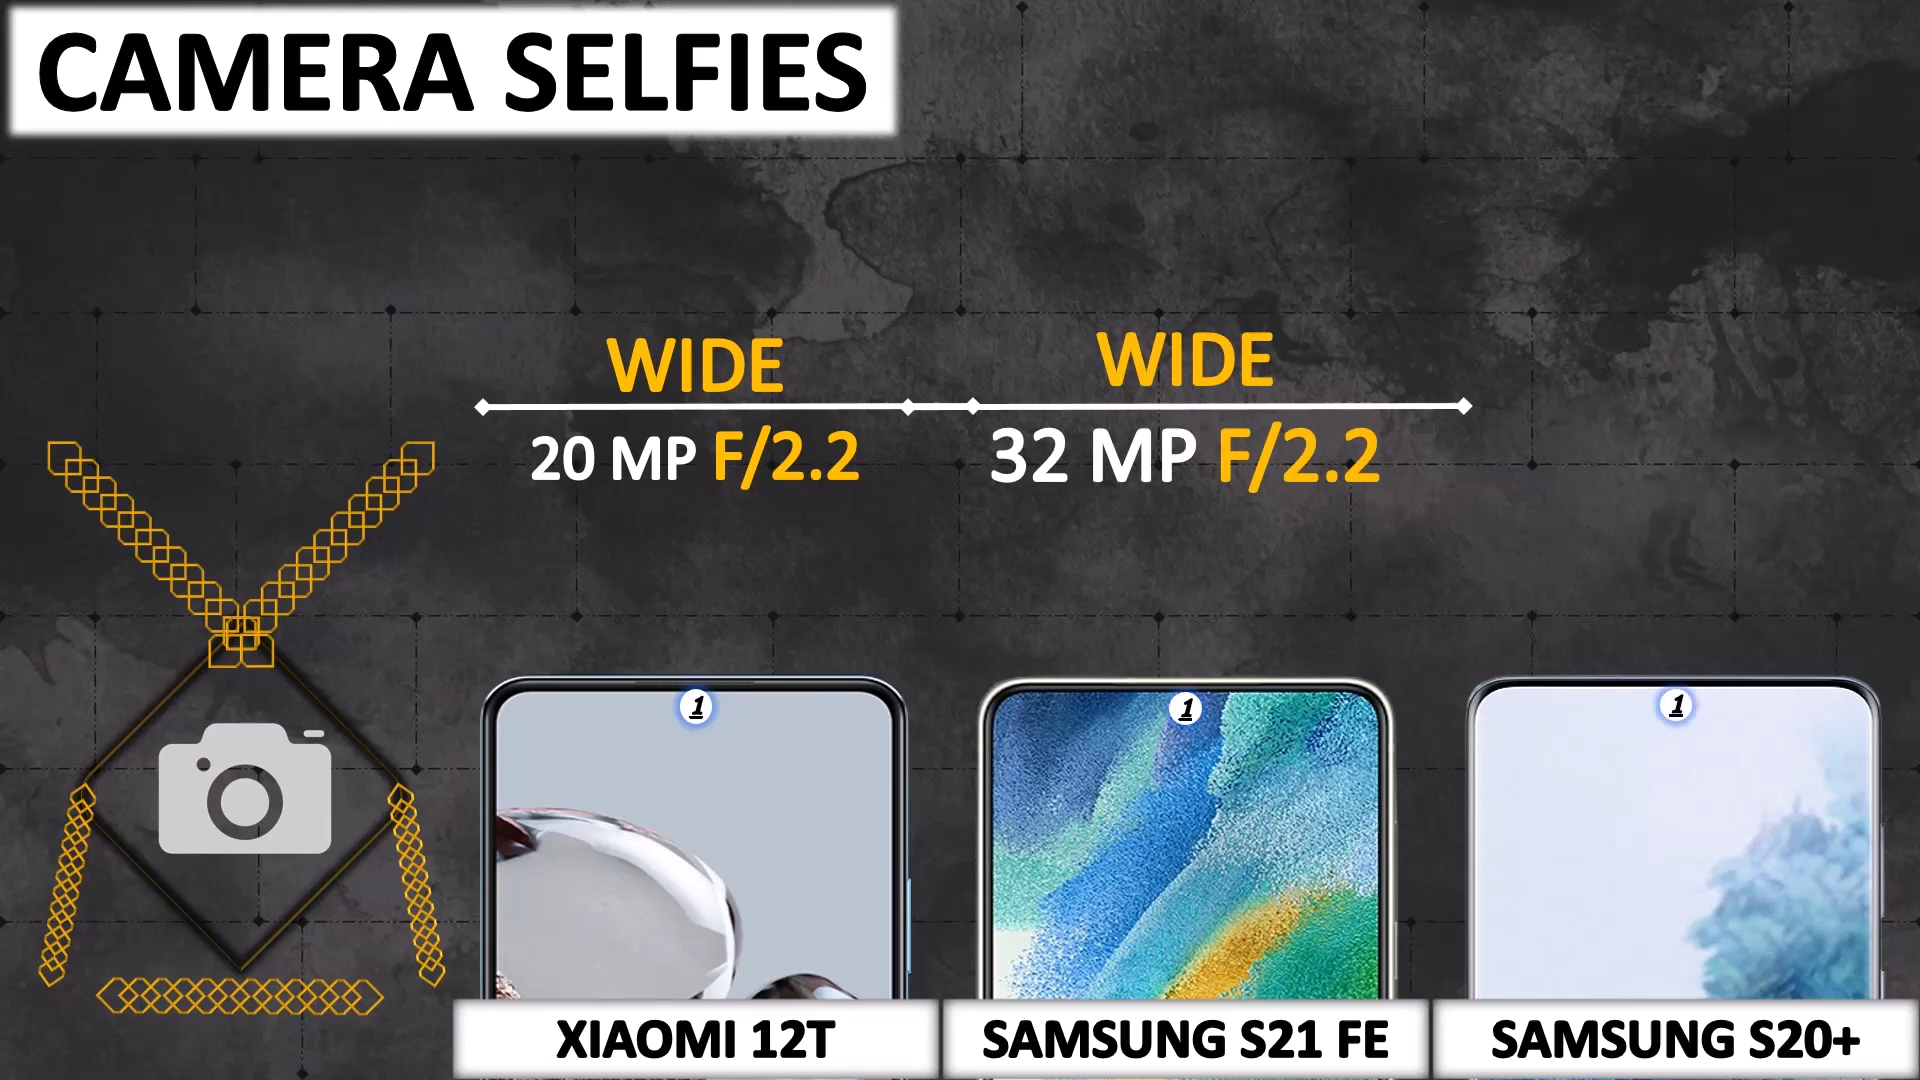 CAMERA SELFIES
WIDE
20 MP F/2.2
WIDE
32 MP F/2.2
1
1
1
XIAOMI 12T
SAMSUNG S21 FE
SAMSUNG S20+